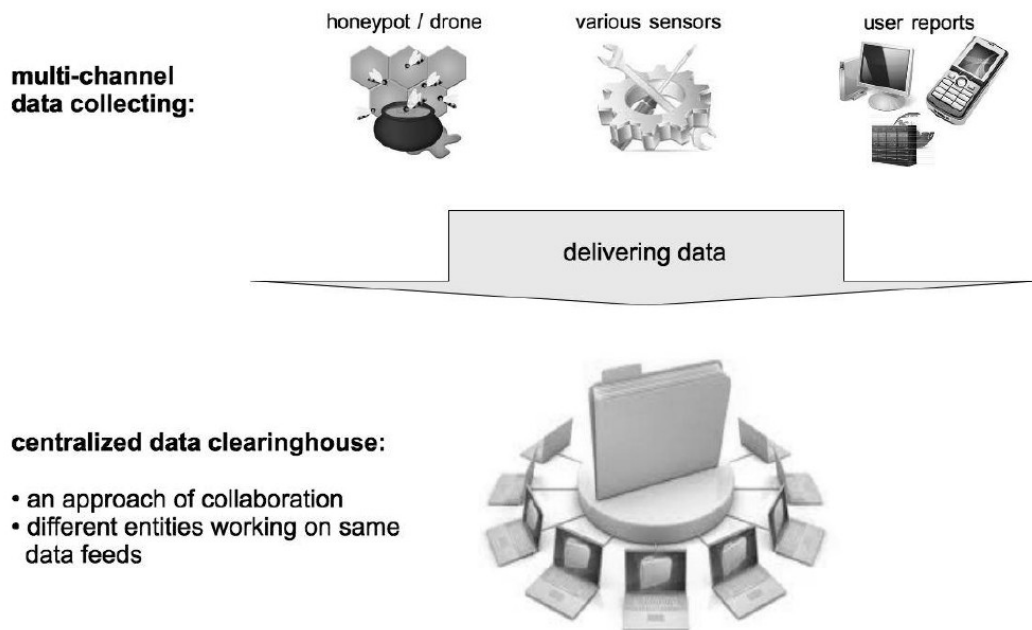 honeypot / drone
various sensors
user reports
multi-channel
data collecting:
delivering data
centralized data clearinghouse:
• an approach of collaboration
• different entities working on same
data feeds